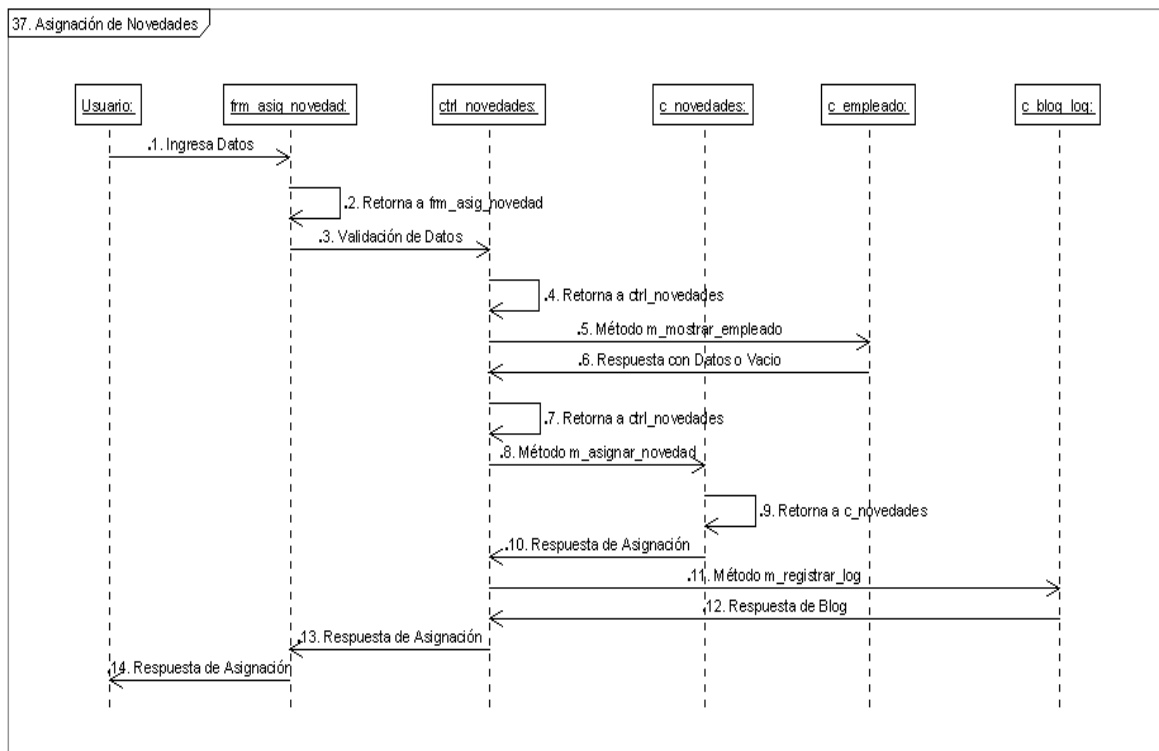 37. Asignación de Novedades
Usuario:
frm_asig_novedad:
ctrl_novedades:
c_novedades:
c_empleado:
c_blog_log:
.1. Ingresa Datos
.2. Retorna a frm_asig_novedad
.3. Validación de Datos
.4. Retorna a ctrl_novedades
.5. Método m_mostrar_empleado
.6. Respuesta con Datos o Vacio
.7. Retorna a ctrl_novedades
.8. Método m_asignar_novedad
.9. Retorna a c_novedades
.10. Respuesta de Asignación
.11. Método m_registrar_log
.12. Respuesta de Blog
.13. Respuesta de Asignación
.14. Respuesta de Asignación